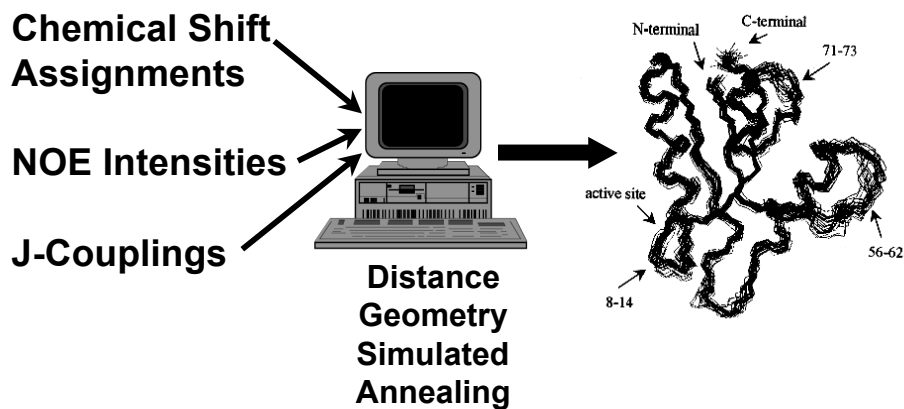 Chemical Shift
Assignments
NOE Intensities
J-Couplings
Distance
Geometry
Simulated
Annealing
N-terminal
C-terminal
71-73
active site
56-62
8-14